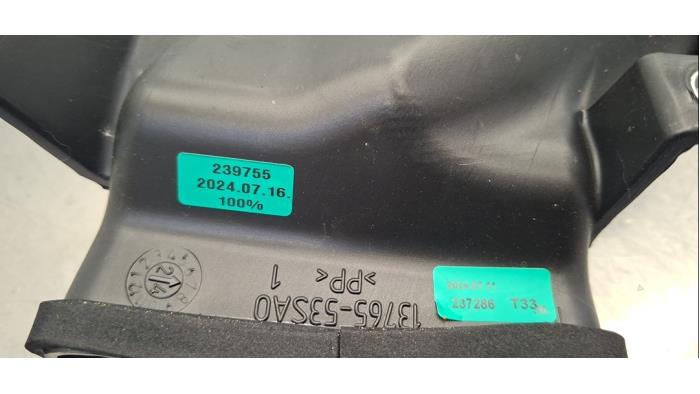 239755
2024.07.16.
100%
237286 T33
13765-53SA0
>PP<
1